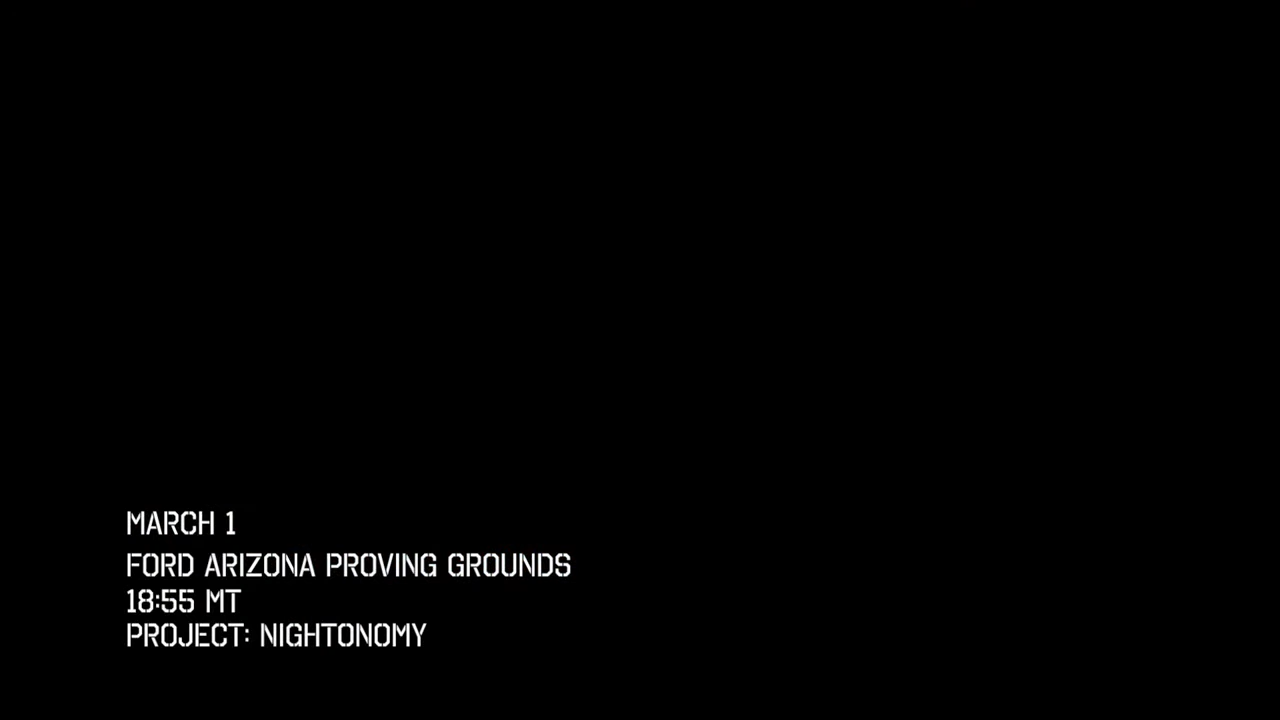 MARCH 1
FORD ARIZONA PROVING GROUNDS
18:55 MT
PROJECT: NIGHTONOMY